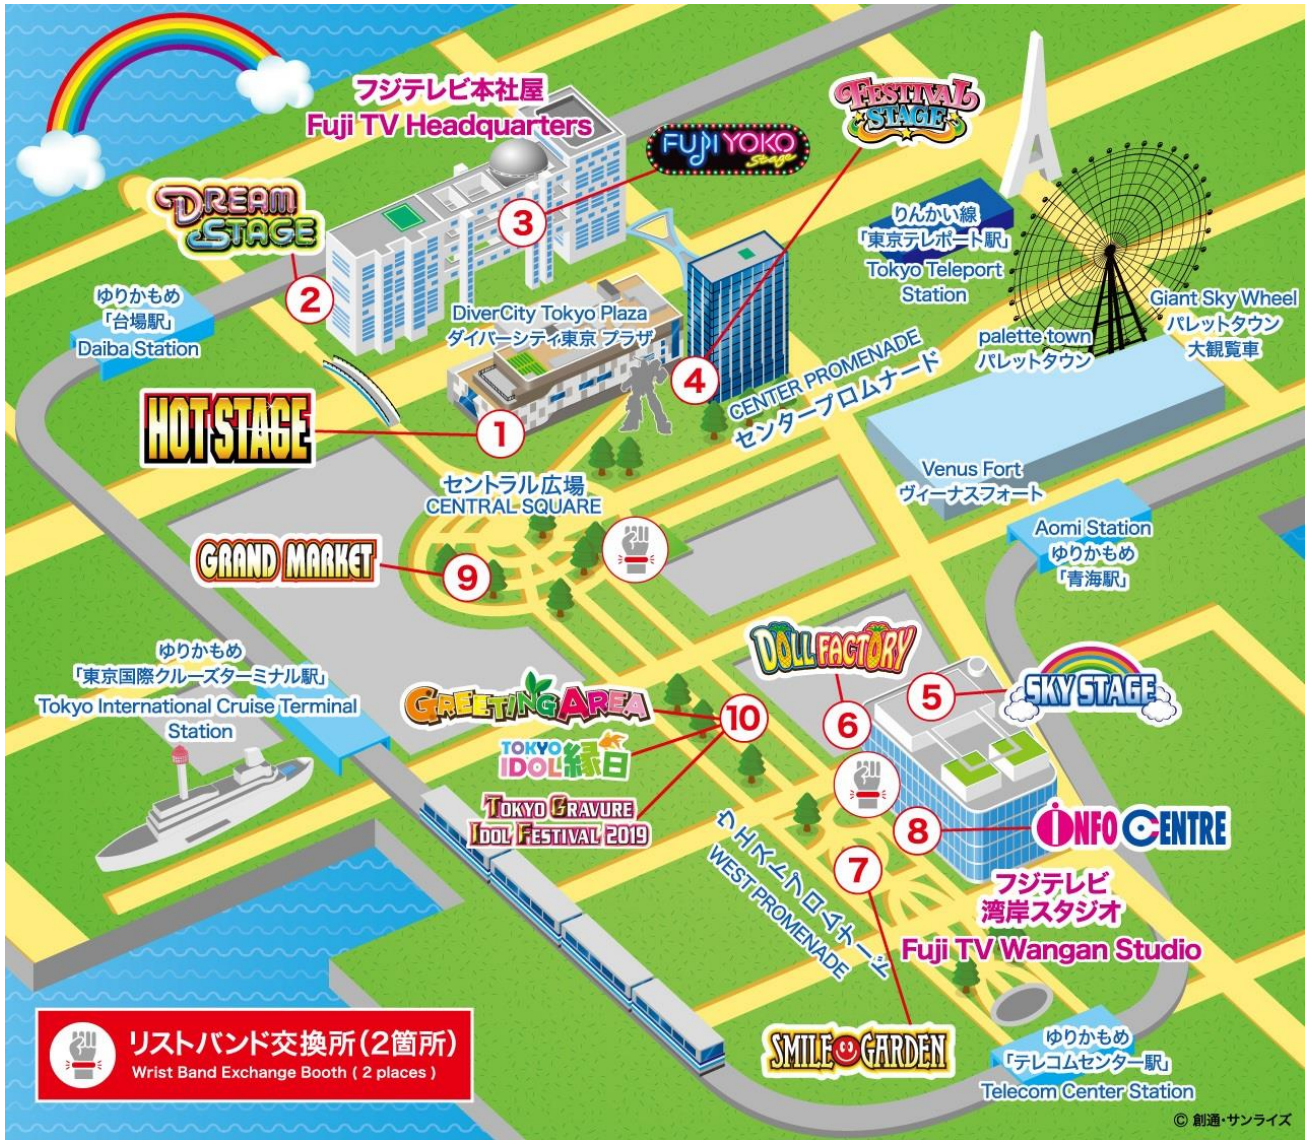 フジテレビ本社屋
Fuji TV Headquarters
FESTIVAL
STAGE
FUJI YOKO
Stage
DREAM
STAGE
3
2
りんかい線
「東京テレポート駅」
Tokyo Teleport
Station
ゆりかもめ
「台場駅」
Daiba Station
DiverCity Tokyo Plaza
ダイバーシティ東京 プラザ
Giant Sky Wheel
パレットタウン
大観覧車
palette town
パレットタウン
4
CENTER PROMENADE
センタープロムナード
HOT STAGE
1
セントラル広場
CENTRAL SQUARE
Venus Fort
ヴィーナスフォート
Aomi Station
ゆりかもめ
「青海駅」
GRAND MARKET
9
ゆりかもめ
「東京国際クルーズターミナル駅」
Tokyo International Cruise Terminal
Station
DOLL FACTORY
5
SKY STAGE
6
GREETING AREA
10
TOKYO
IDOL縁日
TOKYO GRAVURE
IDOL FESTIVAL 2019
8
INFO CENTRE
7
ウエストプロムナード
WEST PROMENADE
フジテレビ
湾岸スタジオ
Fuji TV Wangan Studio
SMILE GARDEN
ゆりかもめ
「テレコムセンター駅」
Telecom Center Station
リストバンド交換所(2箇所)
Wrist Band Exchange Booth ( 2 places )
© 創通・サンライズ